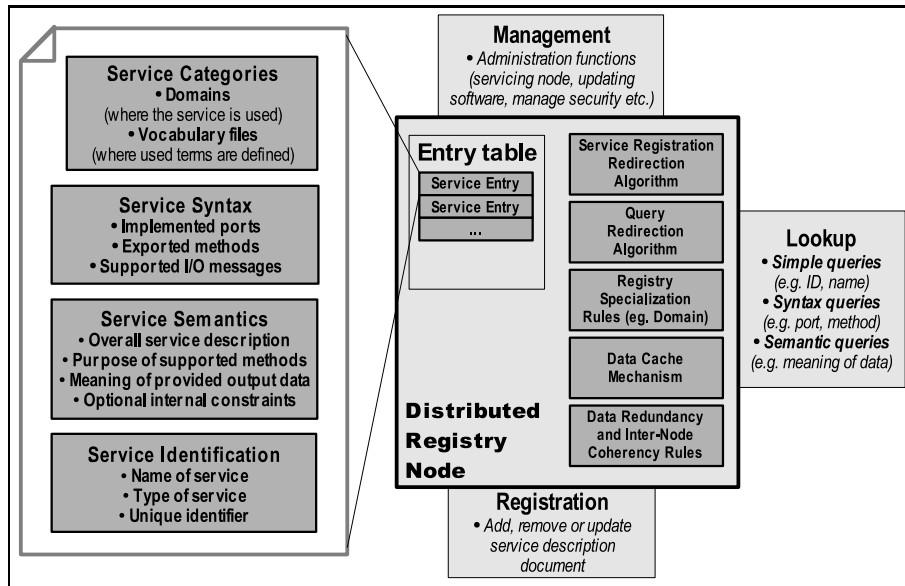 Service Categories
• Domains
(where the service is used)
• Vocabulary files
(where used terms are defined)
Service Syntax
• Implemented ports
• Exported methods
• Supported I/O messages
Service Semantics
• Overall service description
• Purpose of supported methods
• Meaning of provided output data
• Optional internal constraints
Service Identification
• Name of service
• Type of service
• Unique identifier
Management
• Administration functions
(servicing node, updating
software, manage security etc.)
Entry table
Service Entry
Service Entry
...
Service Registration
Redirection
Algorithm
Query
Redirection
Algorithm
Registry
Specialization
Rules (eg. Domain)
Data Cache
Mechanism
Data Redundancy
and Inter-Node
Coherency Rules
Distributed
Registry
Node
Lookup
• Simple queries
(e.g. ID, name)
• Syntax queries
(e.g. port, method)
• Semantic queries
(e.g. meaning of data)
Registration
• Add, remove or update
service description
document